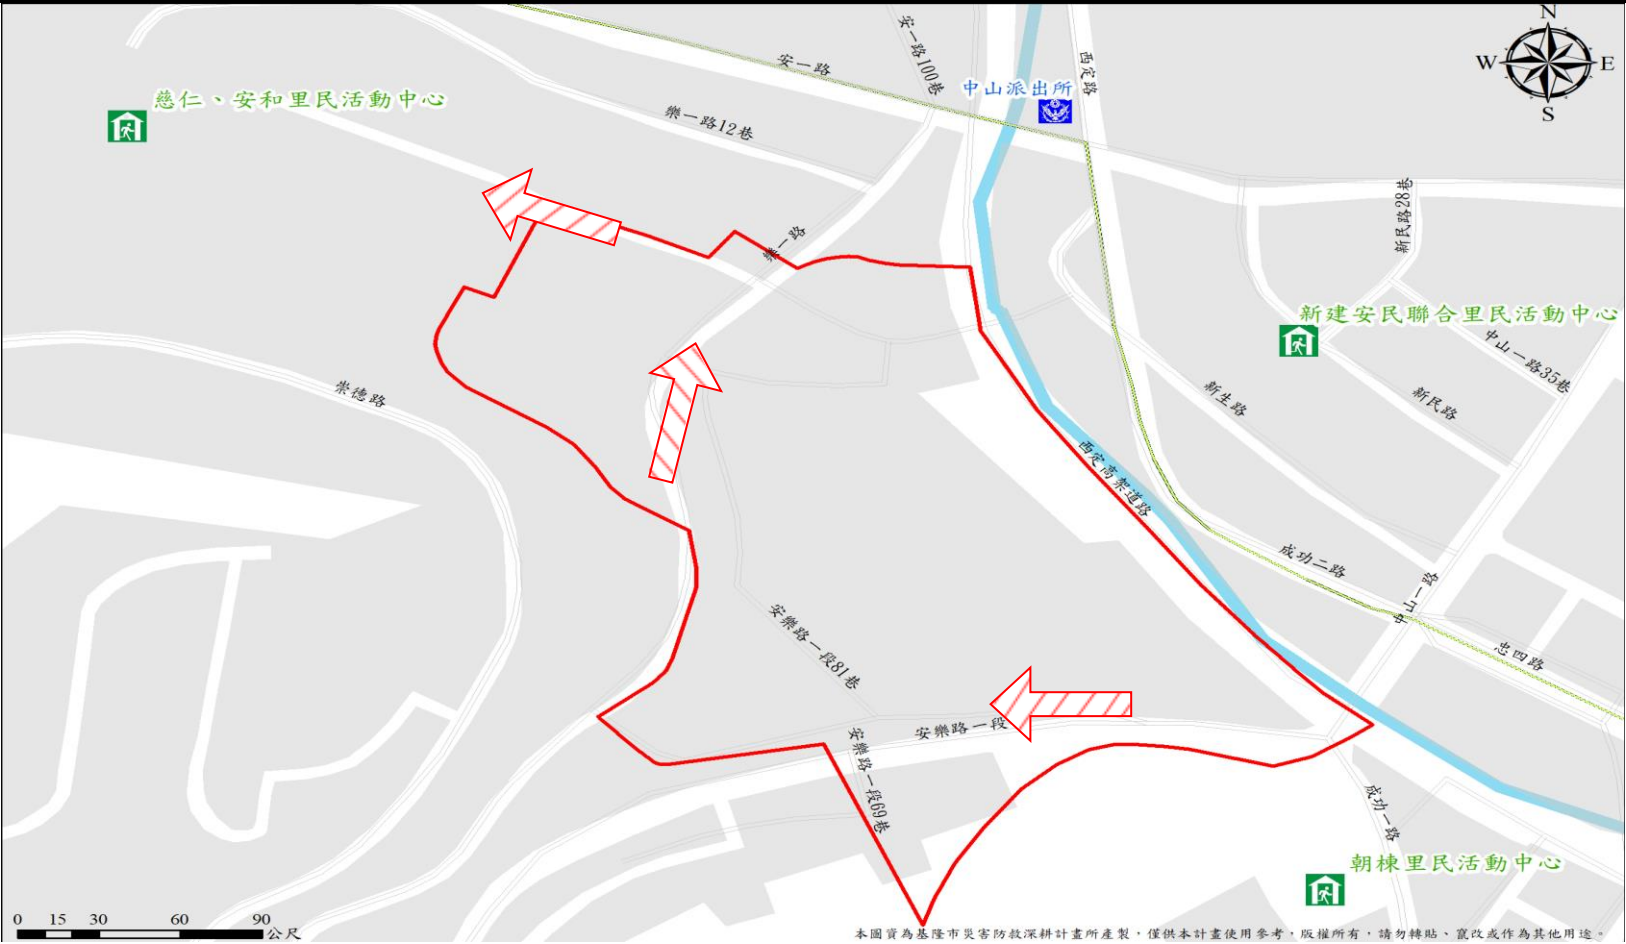 N
W
E
S
安一路100巷
安一路
西定路
中山派出所
慈仁、安和里民活動中心
樂一路12巷
新民路28巷
樂一路
新建安民聯合里民活動中心
中山一路35巷
崇德路
新生路
新民路
西定高架道路
成功二路
中山一路
忠四路
安樂路一段81巷
安樂路一段
安樂路一段69巷
成功一路
朝棟里民活動中心
0 15 30 60 90
公尺
本圖資為基隆市災害防救深耕計畫所產製，僅供本計畫使用參考，版權所有，請勿轉貼、竄改或作為其他用途。